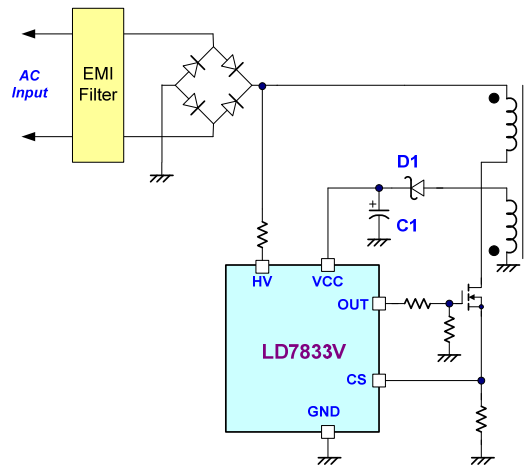 AC
Input
EMI
Filter
D1
+
C1
HV
VCC
OUT
LD7833V
CS
GND